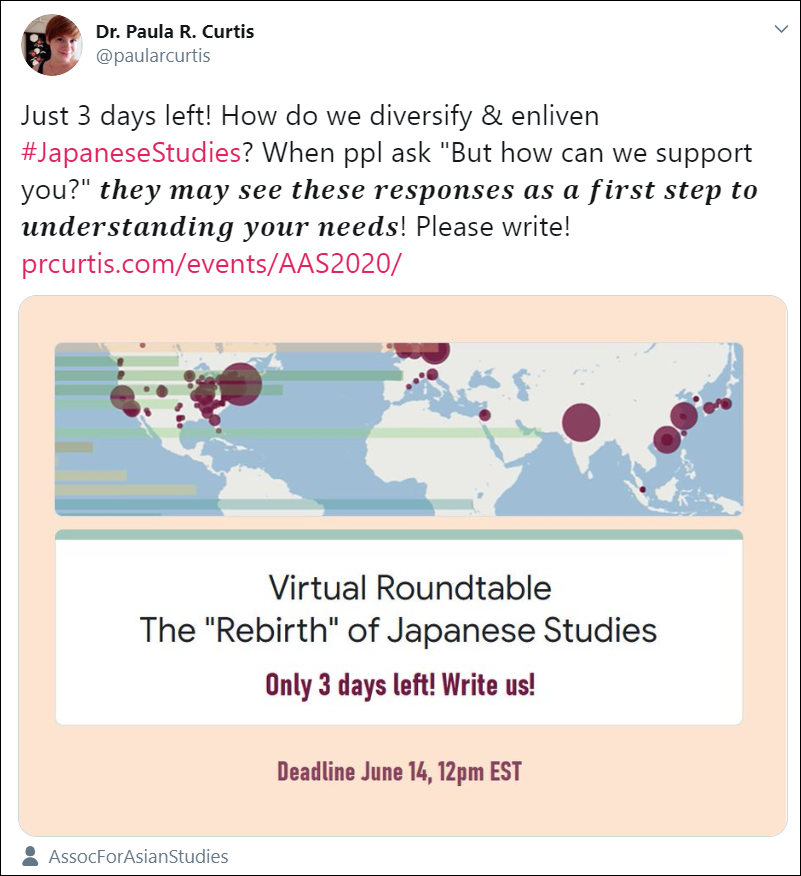 Dr. Paula R. Curtis
@paularcurtis
Just 3 days left! How do we diversify & enliven
#JapaneseStudies? When ppl ask "But how can we support
you?" they may see these responses as a first step to
understanding your needs! Please write!
prcurtis.com/events/AAS2020/
Virtual Roundtable
The "Rebirth" of Japanese Studies
Only 3 days left! Write us!
Deadline June 14, 12pm EST
AssocForAsianStudies